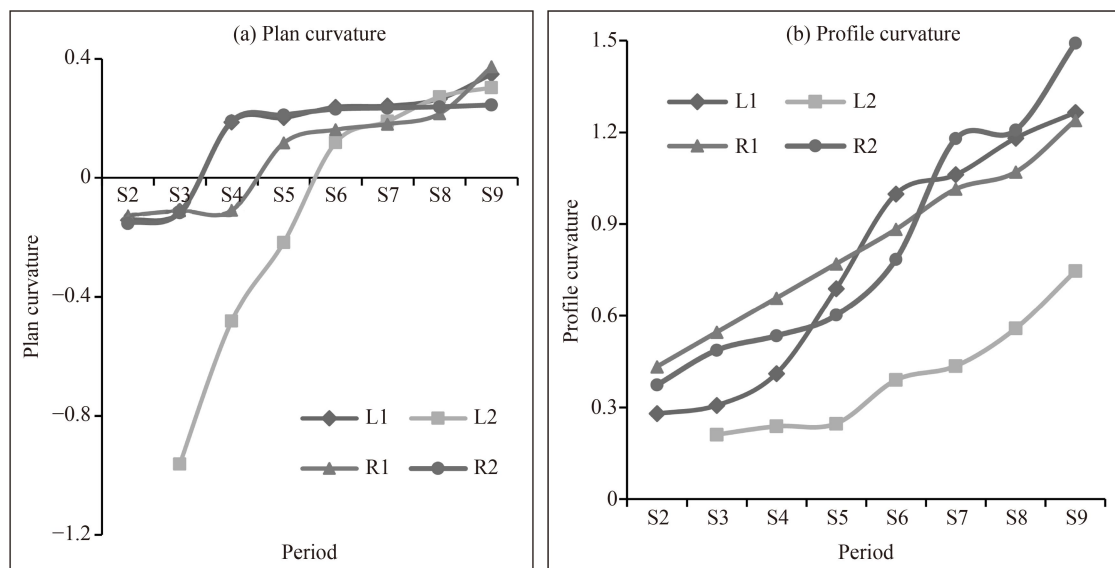 (a) Plan curvature
0.4
0
−0.4
−0.8
−1.2
S2 S3 S4 S5 S6 S7 S8 S9
Plan curvature
L1 L2
R1 R2
Period
(b) Profile curvature
1.5
1.2
0.9
0.6
0.3
0
L1 L2
R1 R2
Profile curvature
S2 S3 S4 S5 S6 S7 S8 S9
Period